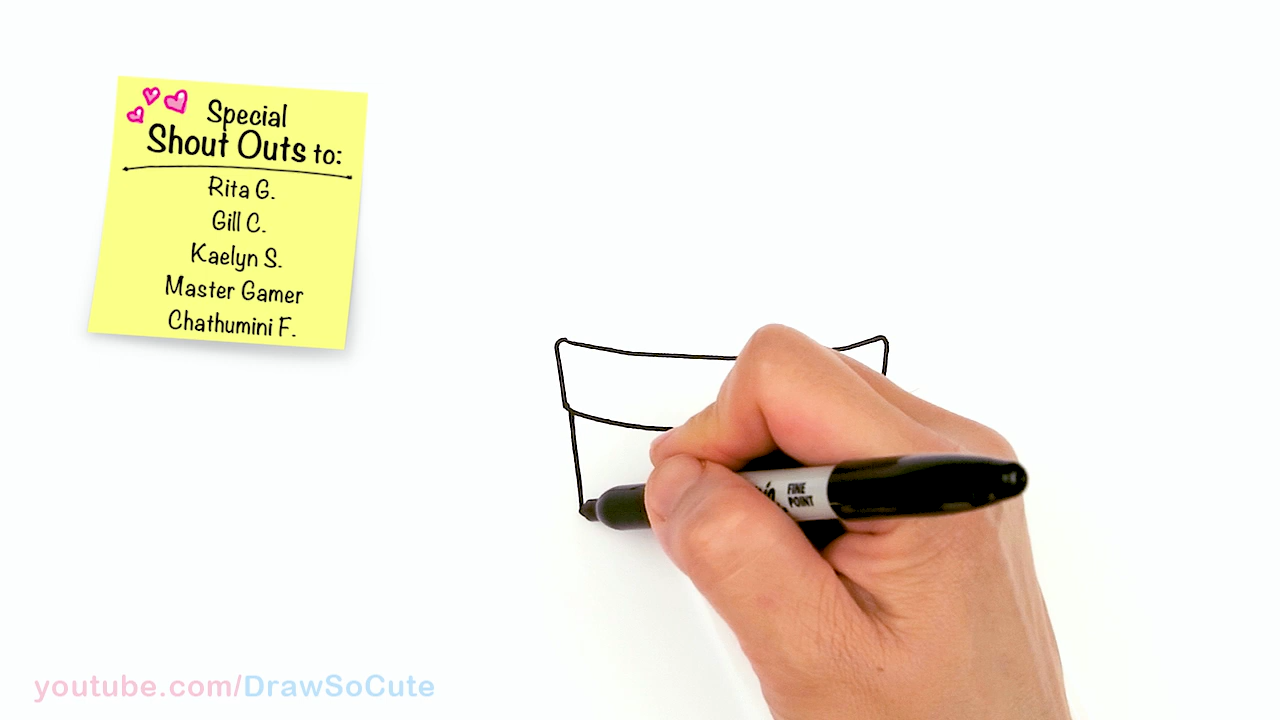 Special
Shout Outs to:
Rita G.
Gill C.
Kaelyn S.
Master Gamer
Chathumini F.
FINE
POINT
youtube.com/DrawSoCute